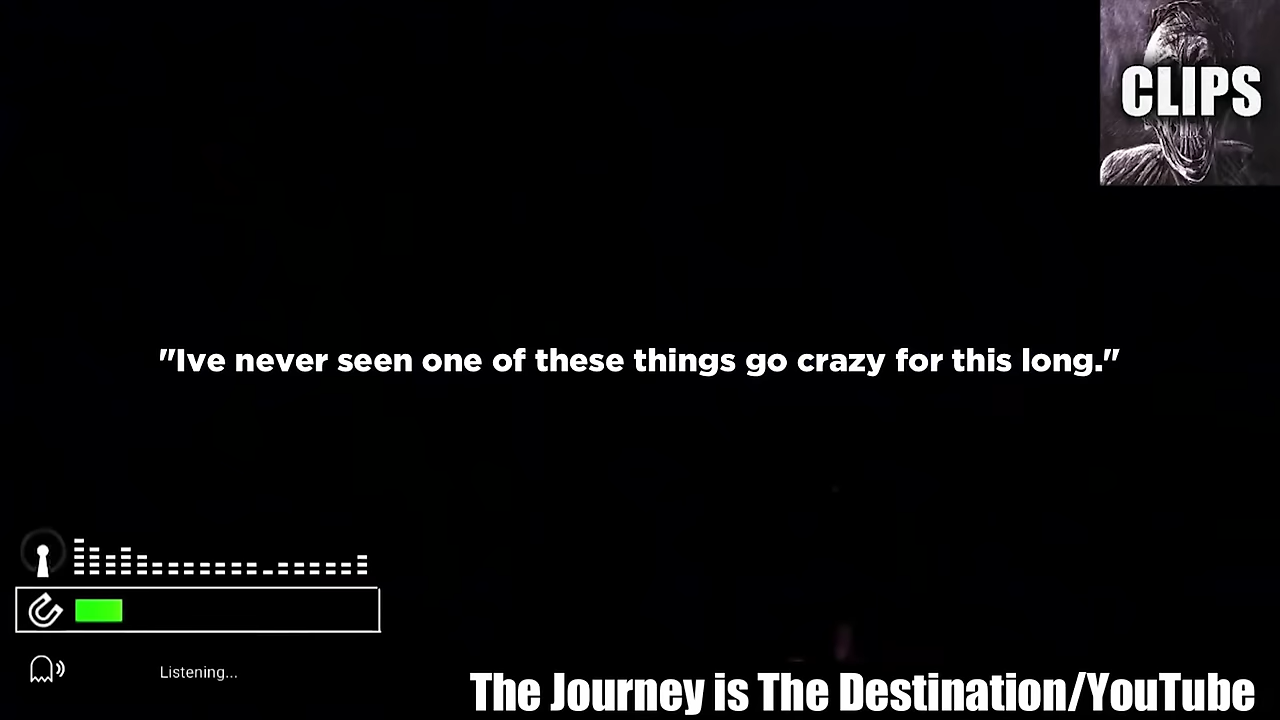 CLIPS
"Ive never seen one of these things go crazy for this long."
Listening...
The Journey is The Destination/YouTube